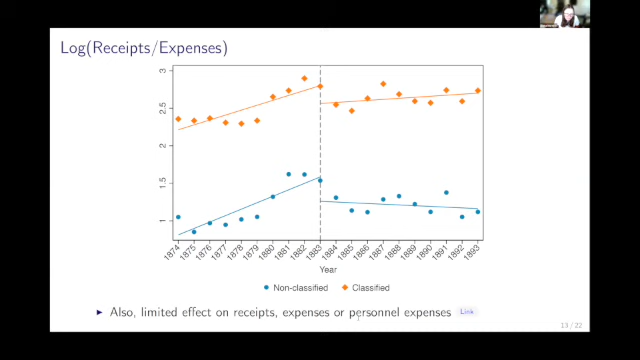 Log(Receipts/Expenses)
3
2.5
2
1.5
1
1874 1875 1876 1877 1878 1879 1880 1881 1882 1883 1884 1885 1886 1887 1888 1889 1890 1891 1892 1893
Year
Non-classified Classified
Also, limited effect on receipts, expenses or personnel expenses Link
13 / 22